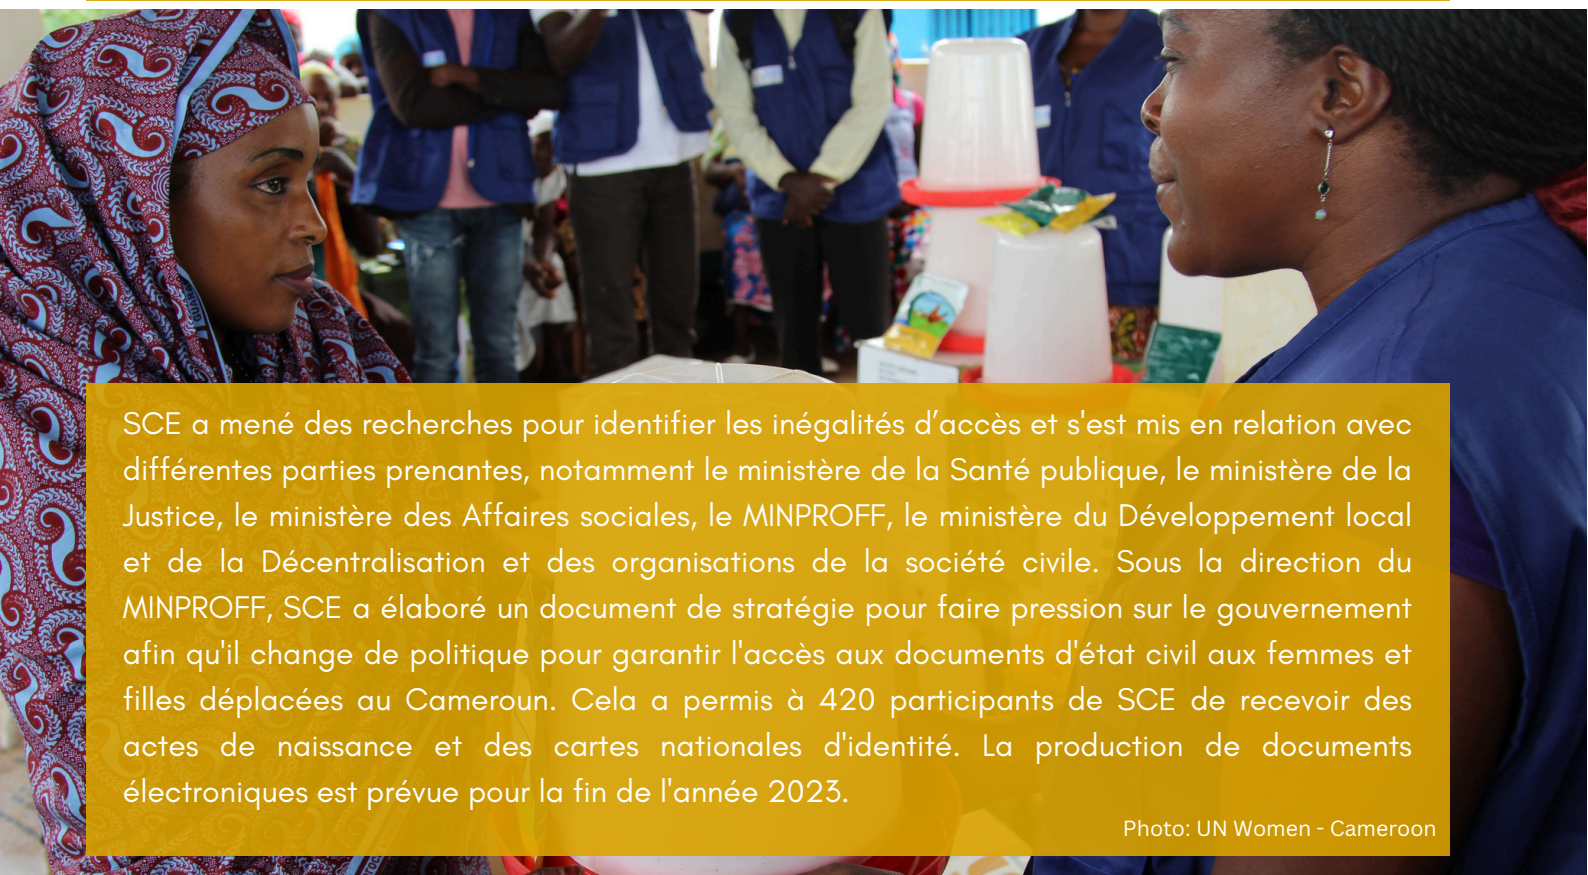 SCE a mené des recherches pour identifier les inégalités d’accès et s'est mis en relation avec
différentes parties prenantes, notamment le ministère de la Santé publique, le ministère de la
Justice, le ministère des Affaires sociales, le MINPROFF, le ministère du Développement local
et de la Décentralisation et des organisations de la société civile. Sous la direction du
MINPROFF, SCE a élaboré un document de stratégie pour faire pression sur le gouvernement
afin qu'il change de politique pour garantir l'accès aux documents d'état civil aux femmes et
filles déplacées au Cameroun. Cela a permis à 420 participants de SCE de recevoir des
actes de naissance et des cartes nationales d'identité. La production de documents
électroniques est prévue pour la fin de l'année 2023.
Photo: UN Women - Cameroon